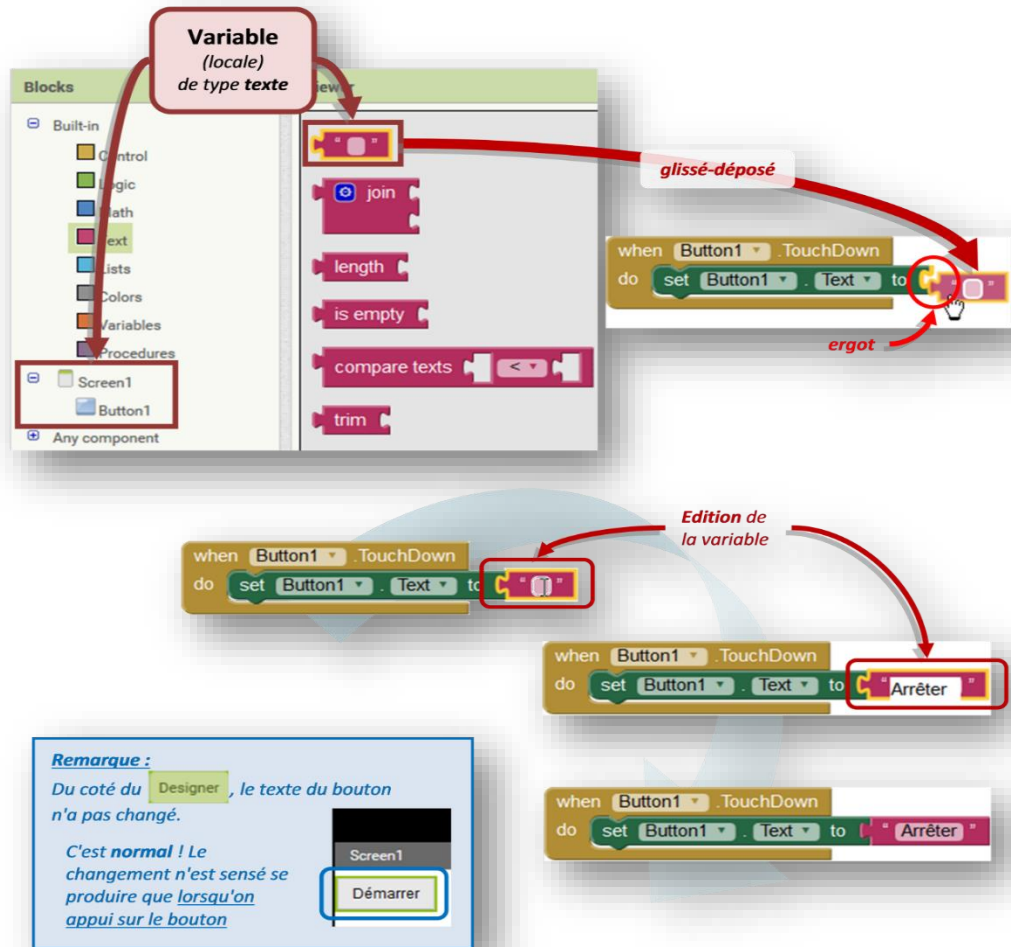 Variable
(locale)
de type texte
Blocks
iewer
Built-in
Control
Logic
Math
Text
Lists
Colors
Variables
Procedures
Screen1
Button1
Any component
" "
join
length
is empty
compare texts <
trim
glissé-déposé
when Button1 .TouchDown
do set Button1 . Text to " "
ergot
Edition de
la variable
when Button1 .TouchDown
do set Button1 . Text to " "
when Button1 .TouchDown
do set Button1 . Text to " Arrêter "
when Button1 .TouchDown
do set Button1 . Text to " Arrêter "
Remarque :
Du coté du Designer , le texte du bouton
n'a pas changé.
C'est normal ! Le
changement n'est sensé se
produire que lorsqu'on
appui sur le bouton
Screen1
Démarrer